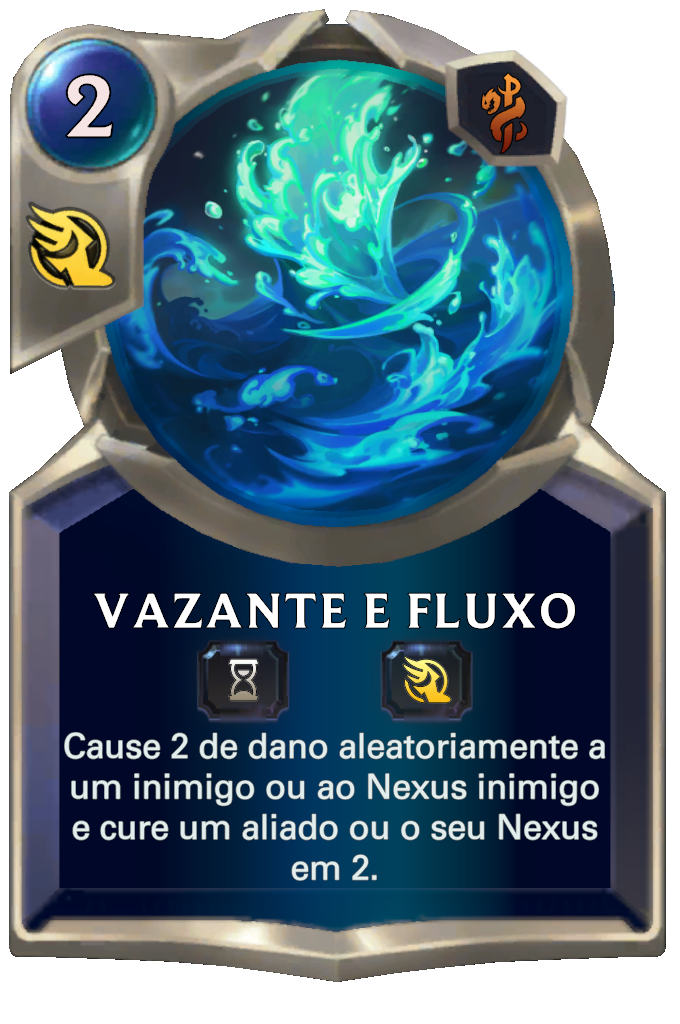 2
VAZANTE E FLUXO
Cause 2 de dano aleatoriamente a
um inimigo ou ao Nexus inimigo
e cure um aliado ou o seu Nexus
em 2.